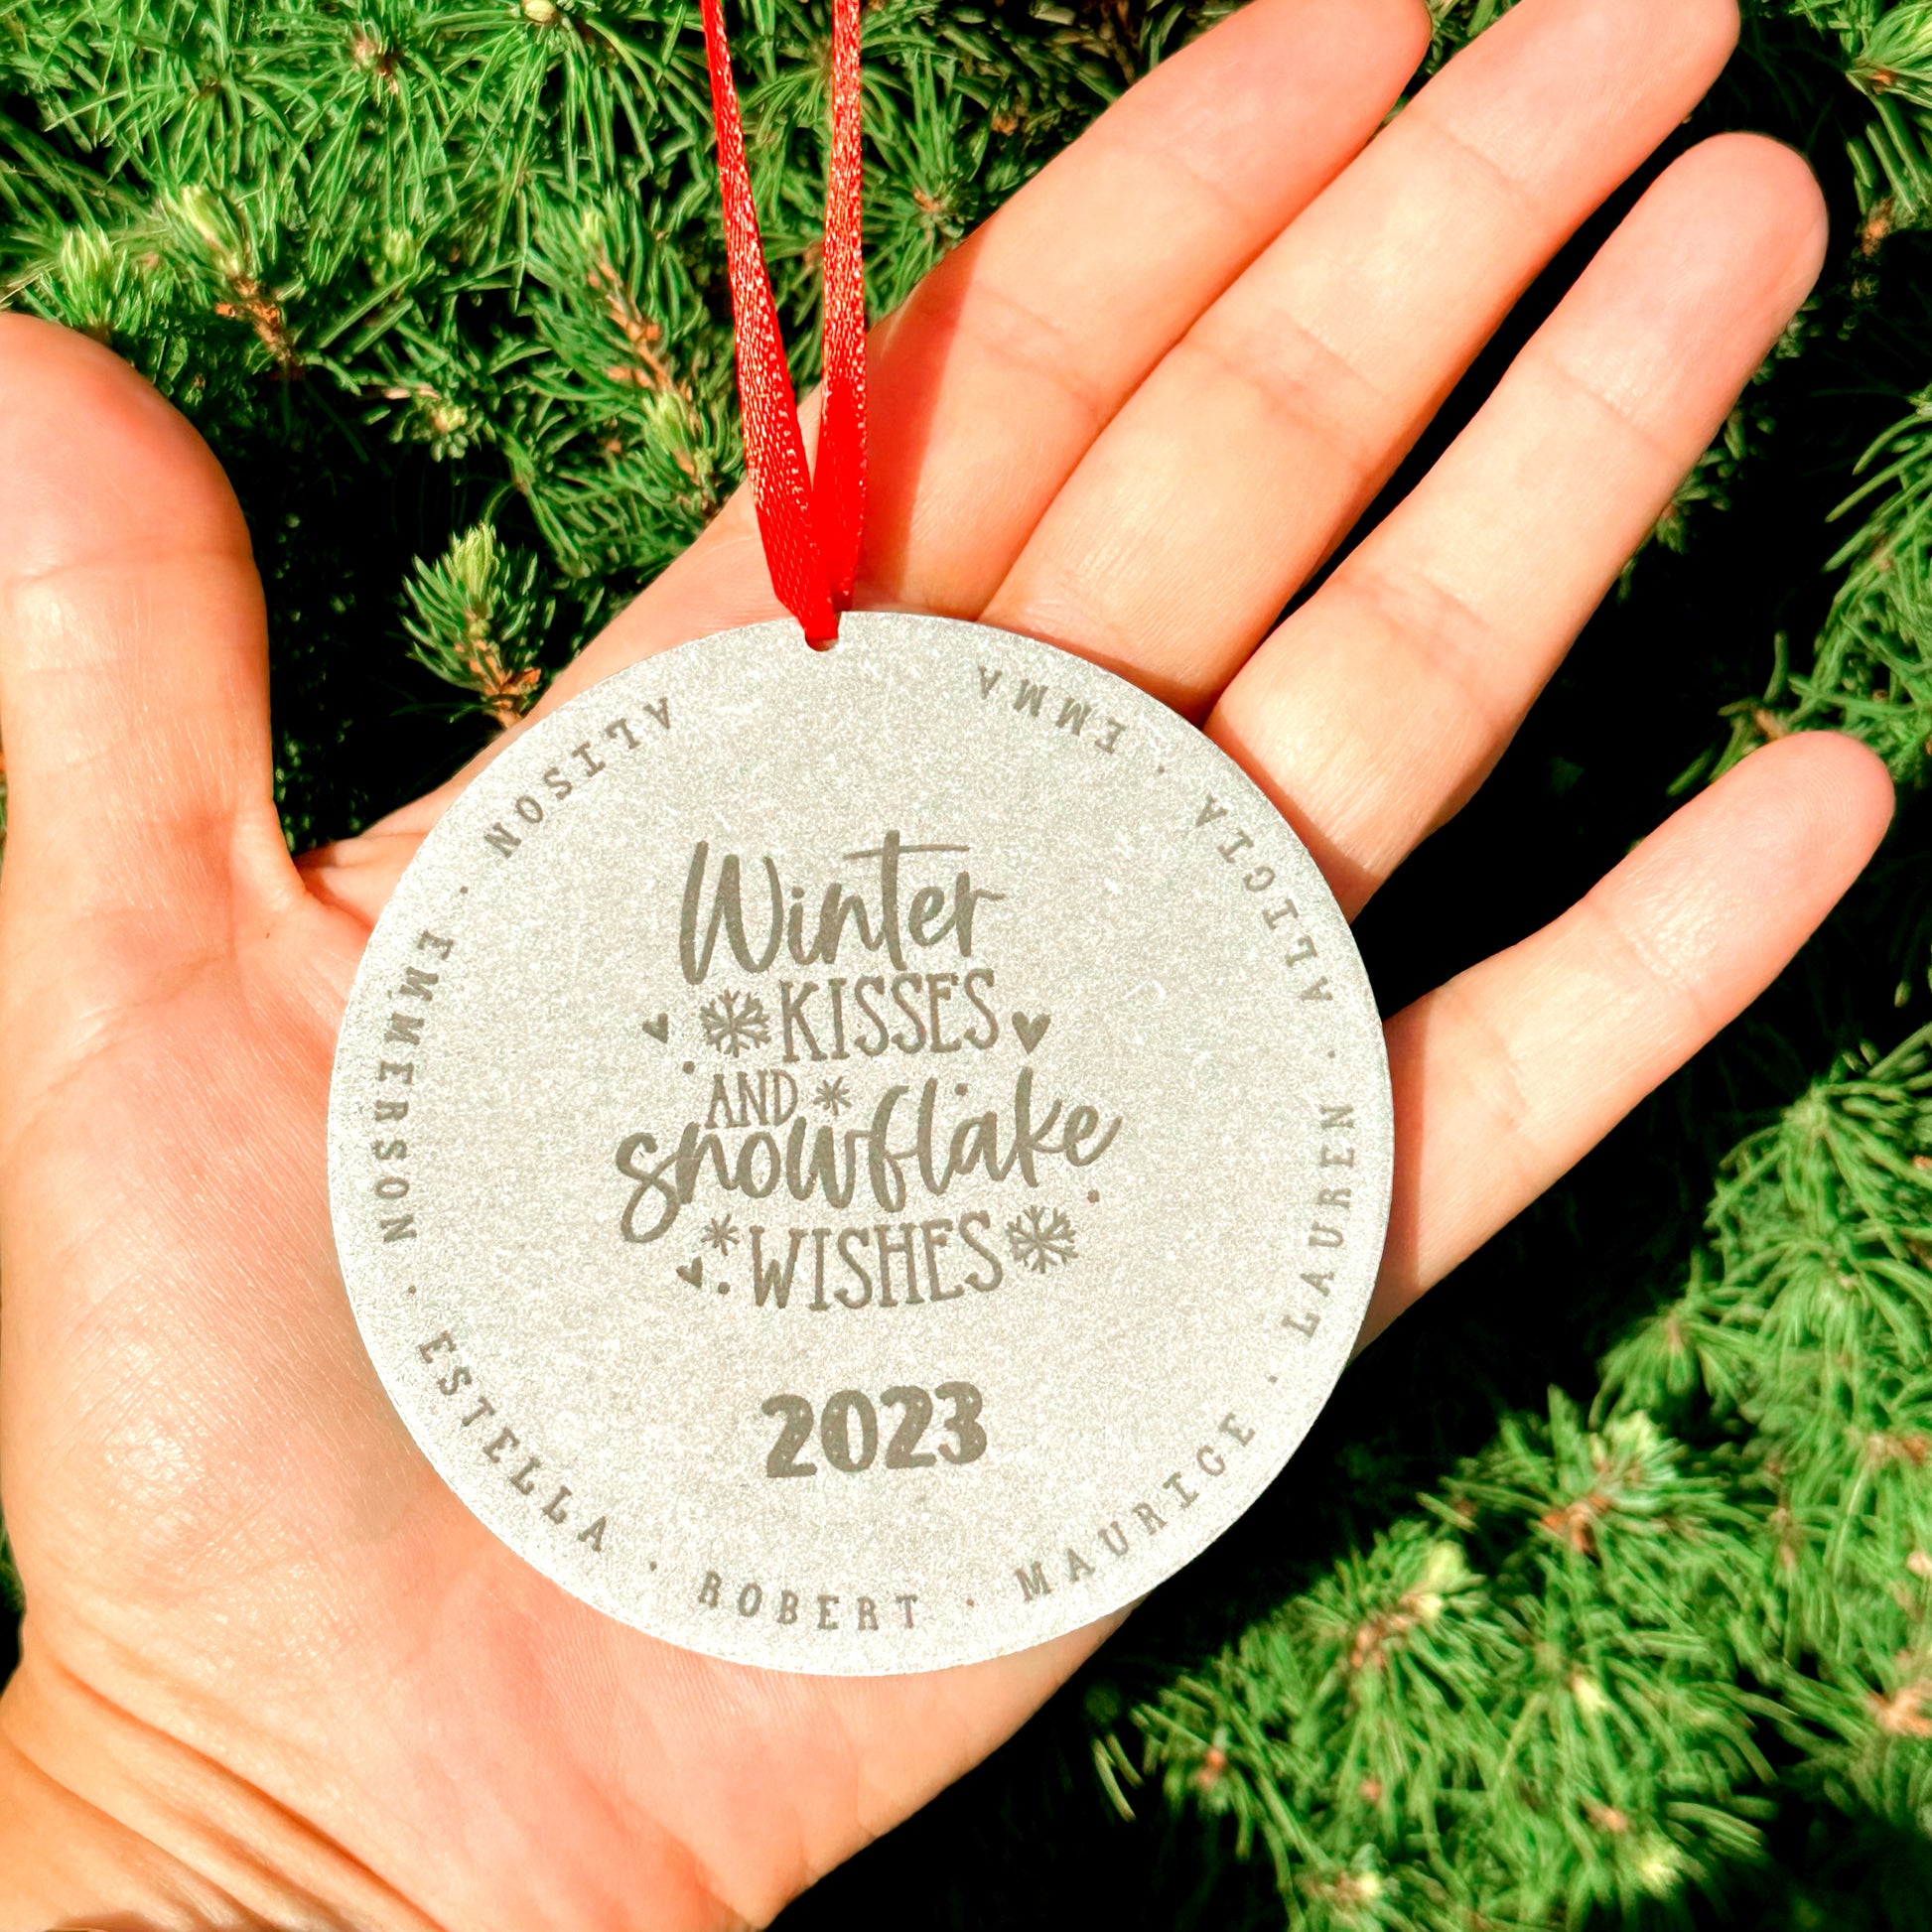 Winter
KISSES
AND
snowflake
WISHES
2023
ALISON · EMMERSON · ESTELLA · ROBERT · MAURICE · LAUREN · ALICIA · EMMA